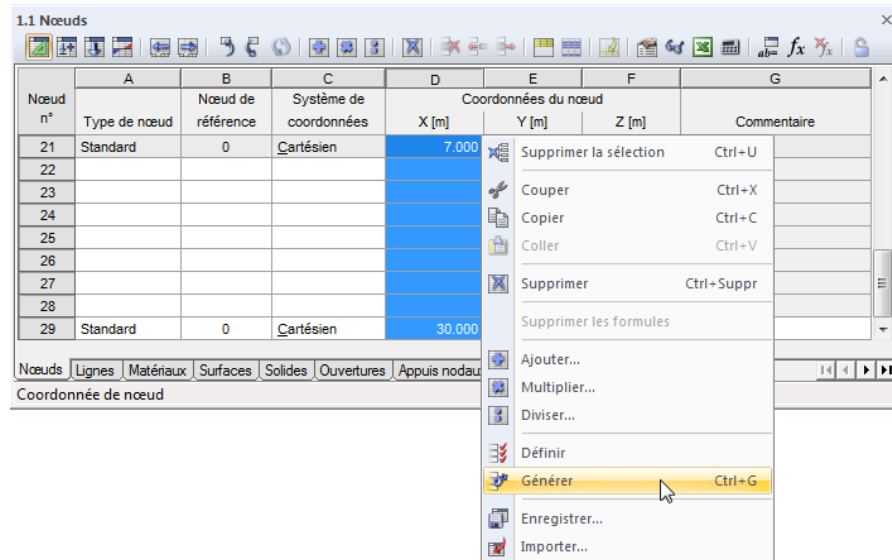 1.1 Nœuds
A B C D E F G
Nœud n° Type de nœud Nœud de référence Système de coordonnées Coordonnées du nœud X [m] Y [m] Z [m] Commentaire
21 Standard 0 Cartésien 7.000
22
23
24
25
26
27
28
29 Standard 0 Cartésien 30.000
Nœuds Lignes Matériaux Surfaces Solides Ouvertures Appuis nodau
Coordonnée de nœud
Supprimer la sélection Ctrl+U
Couper Ctrl+X
Copier Ctrl+C
Coller Ctrl+V
Supprimer Ctrl+Suppr
Supprimer les formules
Ajouter...
Multiplier...
Diviser...
Définir
Générer Ctrl+G
Enregistrer...
Importer...